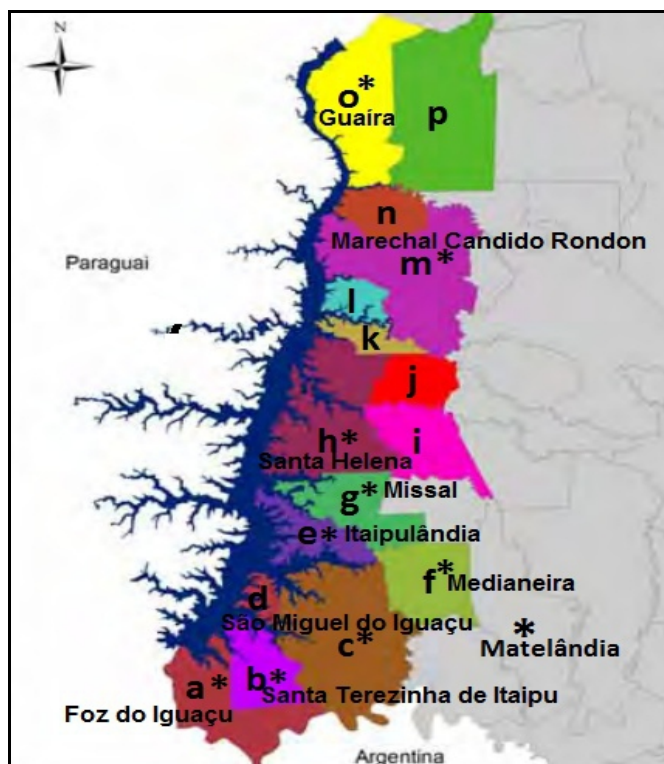 N
o*
Guaíra
p
n
Marechal Candido Rondon
m*
Paraguai
l
k
j
h*
i
Santa Helena
g* Missal
e* Itaipulândia
f* Medianeira
d
São Miguel do Iguaçu
c*
*
Matelândia
a*
b* Santa Terezinha de Itaipu
Foz do Iguaçu
Argentina